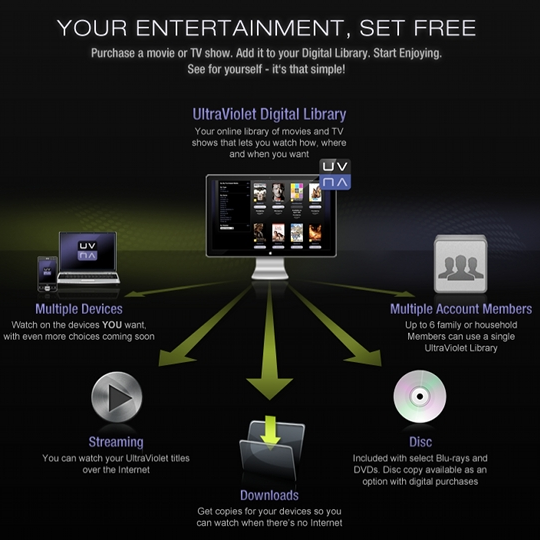 YOUR ENTERTAINMENT, SET FREE
Purchase a movie or TV show. Add it to your Digital Library. Start Enjoying.
See for yourself - it's that simple!
UltraViolet Digital Library
Your online library of movies and TV
shows that lets you watch how, where
and when you want
UV
UV
Multiple Devices
Watch on the devices YOU want,
with even more choices coming soon
Multiple Account Members
Up to 6 family or household
Members can use a single
UltraViolet Library
Streaming
You can watch your UltraViolet titles
over the Internet
Disc
Included with select Blu-rays and
DVDs. Disc copy available as an
option with digital purchases
Downloads
Get copies for your devices so you
can watch when there's no Internet